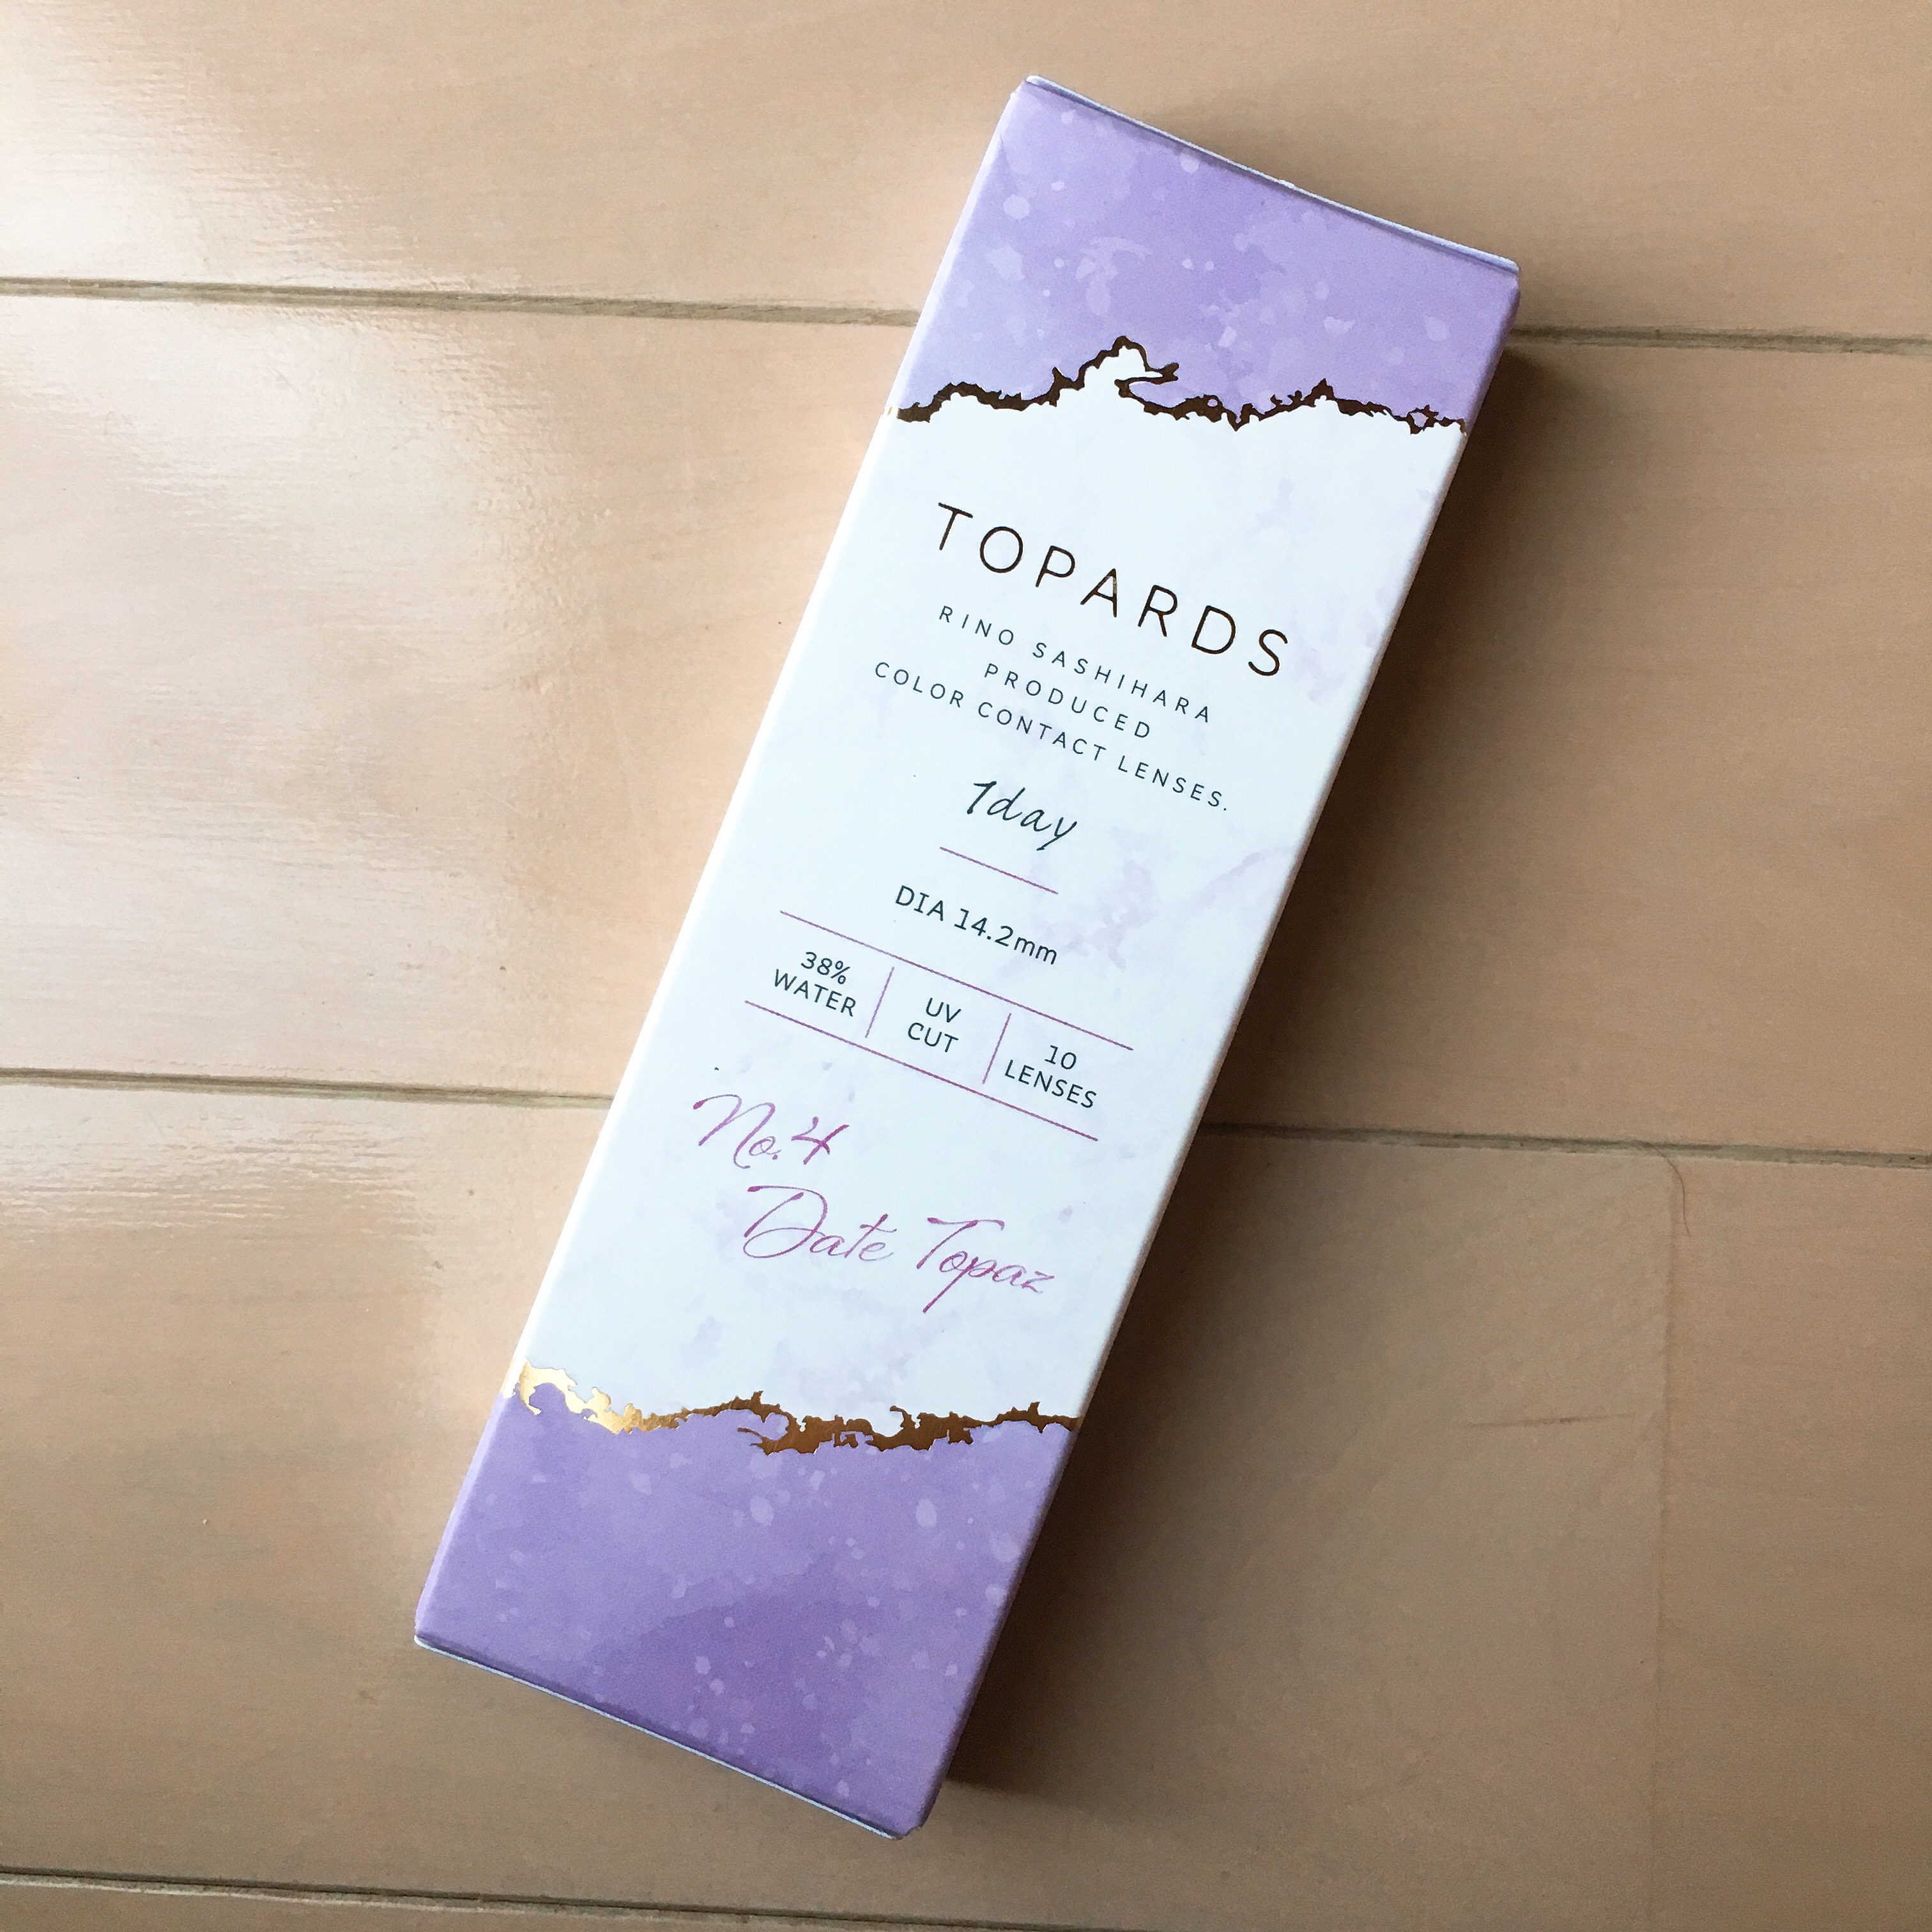 TOPARDS
RINO SASHIHARA
PRODUCED
COLOR CONTACT LENSES.
1day
DIA 14.2mm
38%
WATER
UV
CUT
10
LENSES
No.4
Date Topaz